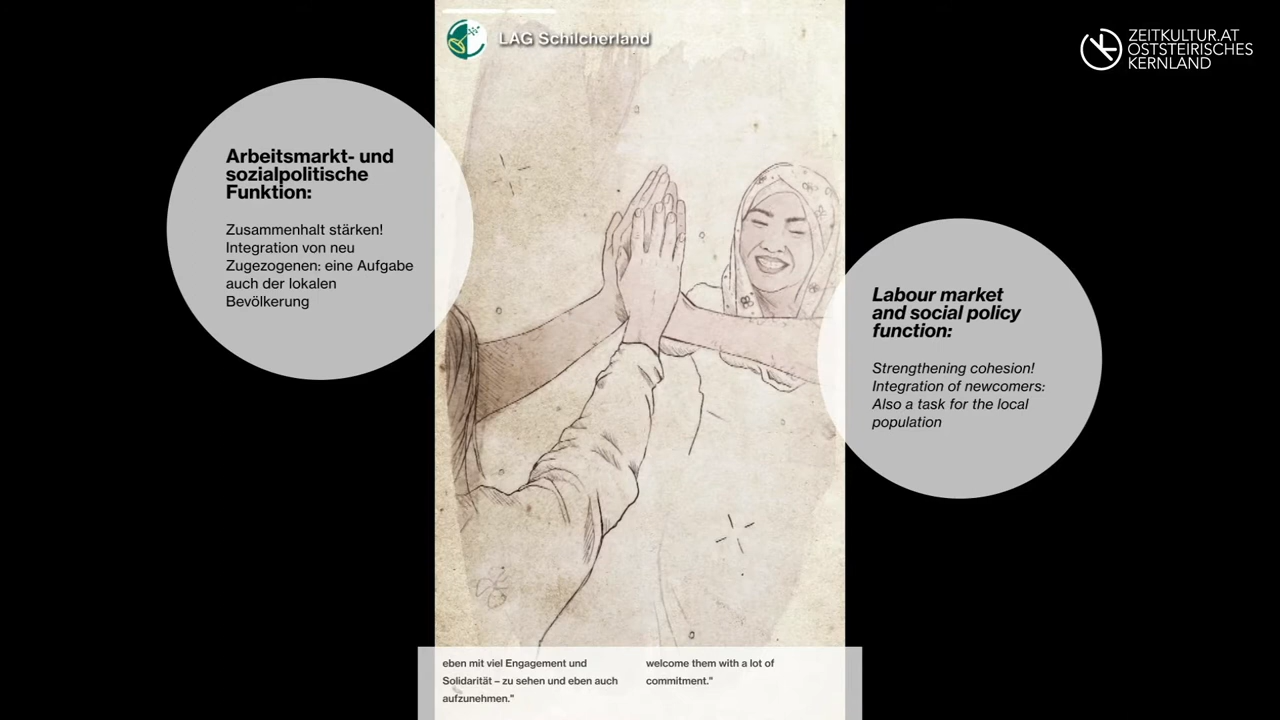 LAG Schilcherland
ZEITKULTUR.AT
OSTSTEIRISCHES
KERNLAND
Arbeitsmarkt- und
sozialpolitische
Funktion:
Zusammenhalt stärken!
Integration von neu
Zugezogenen: eine Aufgabe
auch der lokalen
Bevölkerung
Labour market
and social policy
function:
Strengthening cohesion!
Integration of newcomers:
Also a task for the local
population
eben mit viel Engagement und
Solidarität – zu sehen und eben auch
aufzunehmen."
welcome them with a lot of
commitment."